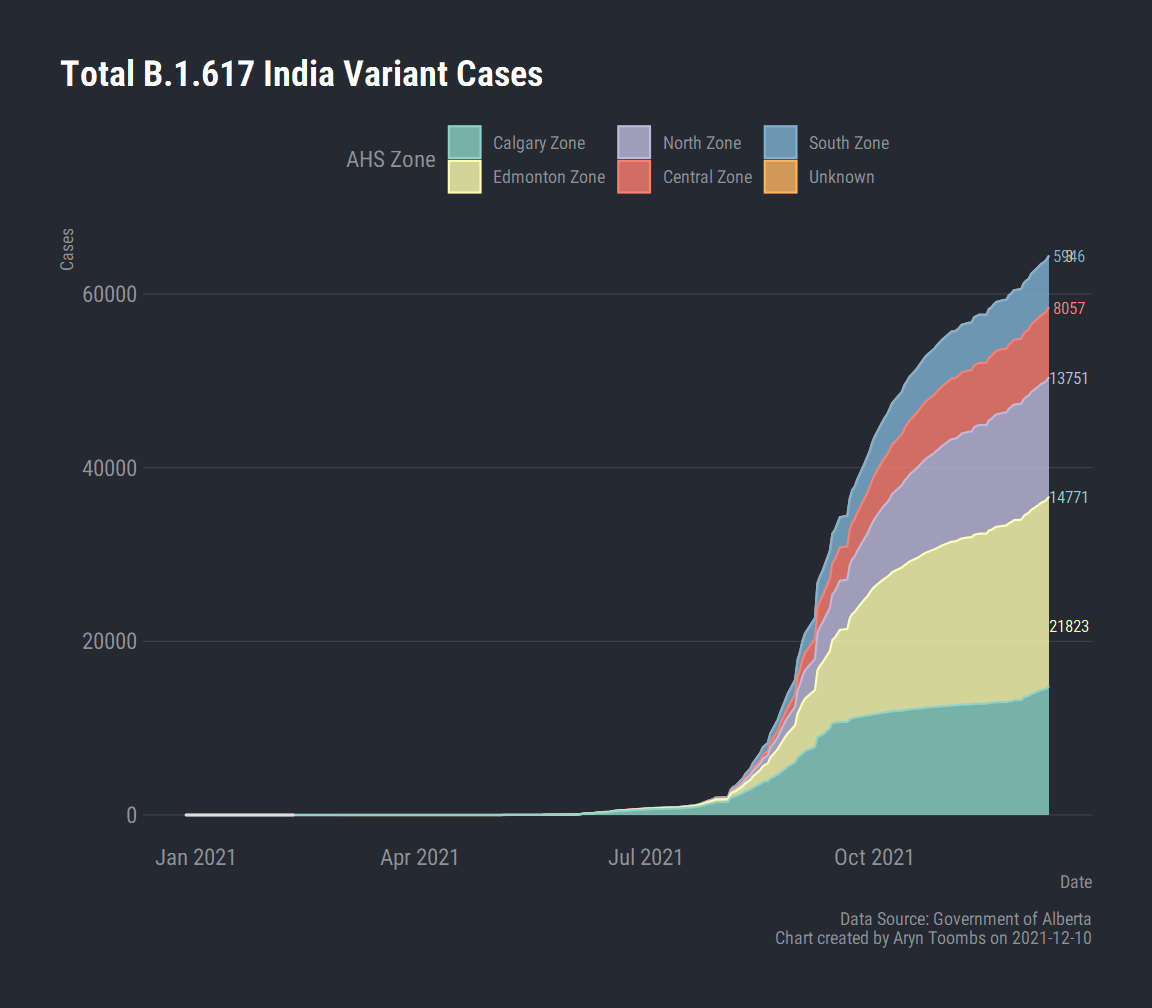 Total B.1.617 India Variant Cases
AHS Zone
Calgary Zone
North Zone
South Zone
Edmonton Zone
Central Zone
Unknown
Cases
5946
3
60000
8057
13751
40000
14771
21823
20000
0
Jan 2021
Apr 2021
Jul 2021
Oct 2021
Date
Data Source: Government of Alberta
Chart created by Aryn Toombs on 2021-12-10